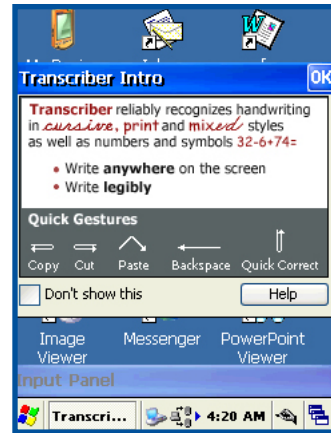 Transcriber Intro
OK
Transcriber reliably recognizes handwriting
in cursive, print and mixed styles
as well as numbers and symbols 32-6+74=
• Write anywhere on the screen
• Write legibly
Quick Gestures
Copy Cut Paste Backspace Quick Correct
Don't show this
Help
Image Messenger PowerPoint
Viewer Viewer
Input Panel
Transcri... 4:20 AM